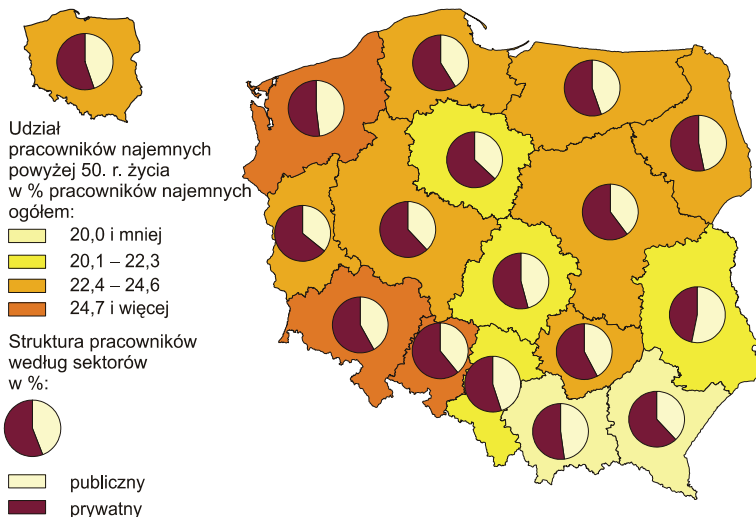 Udział
pracowników najemnych
powyżej 50. r. życia
w % pracowników najemnych
ogółem:
20,0 i mniej
20,1 – 22,3
22,4 – 24,6
24,7 i więcej
Struktura pracowników
według sektorów
w %:
publiczny
prywatny